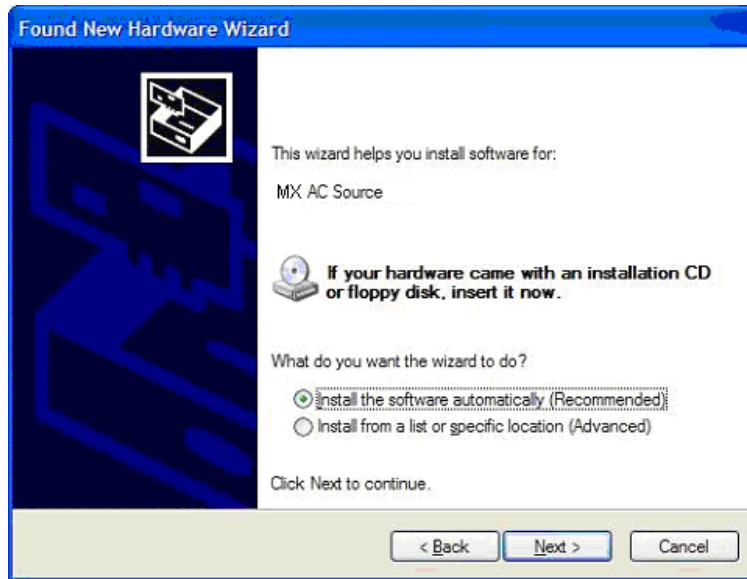 Found New Hardware Wizard
This wizard helps you install software for:
MX AC Source
If your hardware came with an installation CD
or floppy disk, insert it now.
What do you want the wizard to do?
Install the software automatically (Recommended)
Install from a list or specific location (Advanced)
Click Next to continue.
< Back Next > Cancel